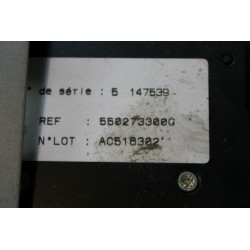 ° de série : 5 147539
REF : 550273300G
N°LOT : AC518302